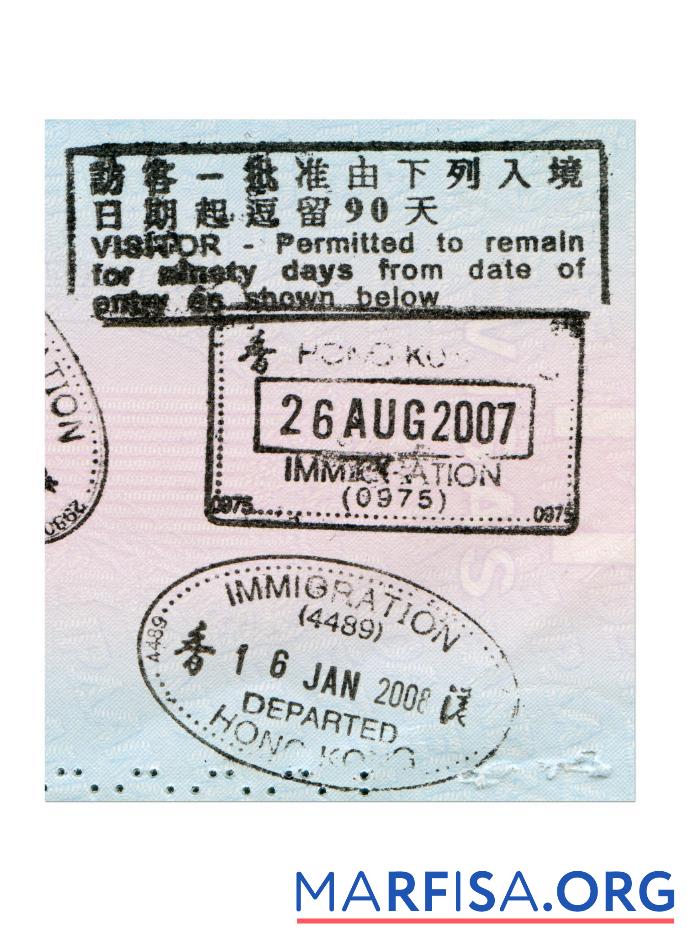 訪客一批准由下列入境
日期起逗留90天
VISITOR - Permitted to remain
for ninety days from date of
entry as shown below
香 HONG KONG
26 AUG 2007
IMMIGRATION
(0975)
0975 0975
TION
2990
IMMIGRATION
(4489)
4489
香 16 JAN 2008 港
DEPARTED
HONG KONG
MARFISA.ORG